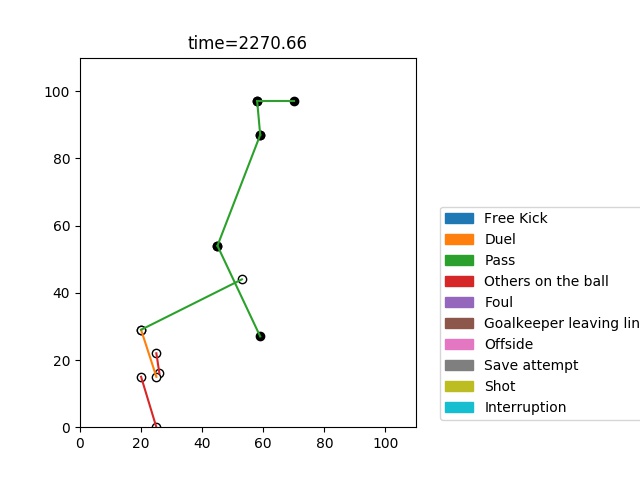 time=2270.66
100
80
60
40
20
0
0 20 40 60 80 100
Free Kick
Duel
Pass
Others on the ball
Foul
Goalkeeper leaving lin
Offside
Save attempt
Shot
Interruption